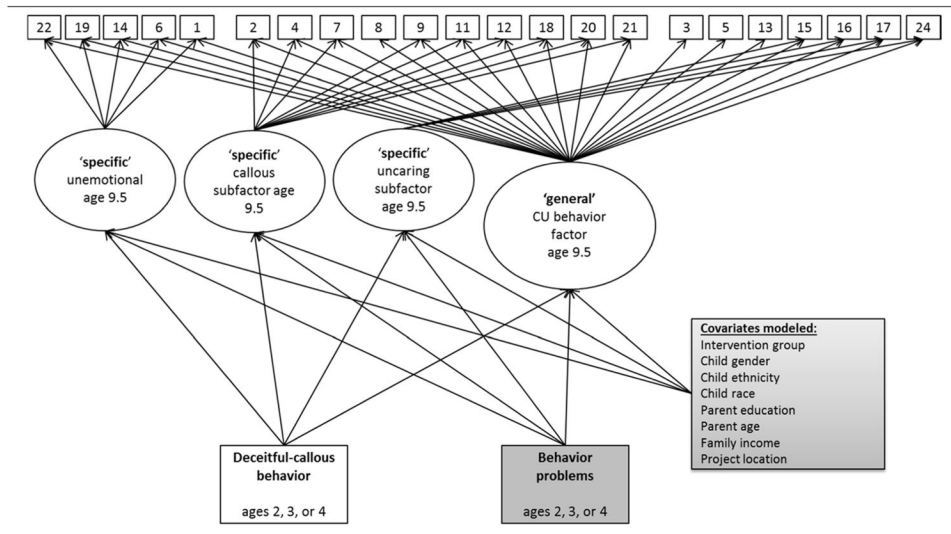 22 19 14 6 1 2 4 7 8 9 11 12 18 20 21 3 5 13 15 16 17 24
‘specific’
unemotional
age 9.5
‘specific’
callous
subfactor age
9.5
‘specific’
uncaring
subfactor
age 9.5
‘general’
CU behavior
factor
age 9.5
Covariates modeled:
Intervention group
Child gender
Child ethnicity
Child race
Parent education
Parent age
Family income
Project location
Deceitful-callous
behavior
ages 2, 3, or 4
Behavior
problems
ages 2, 3, or 4